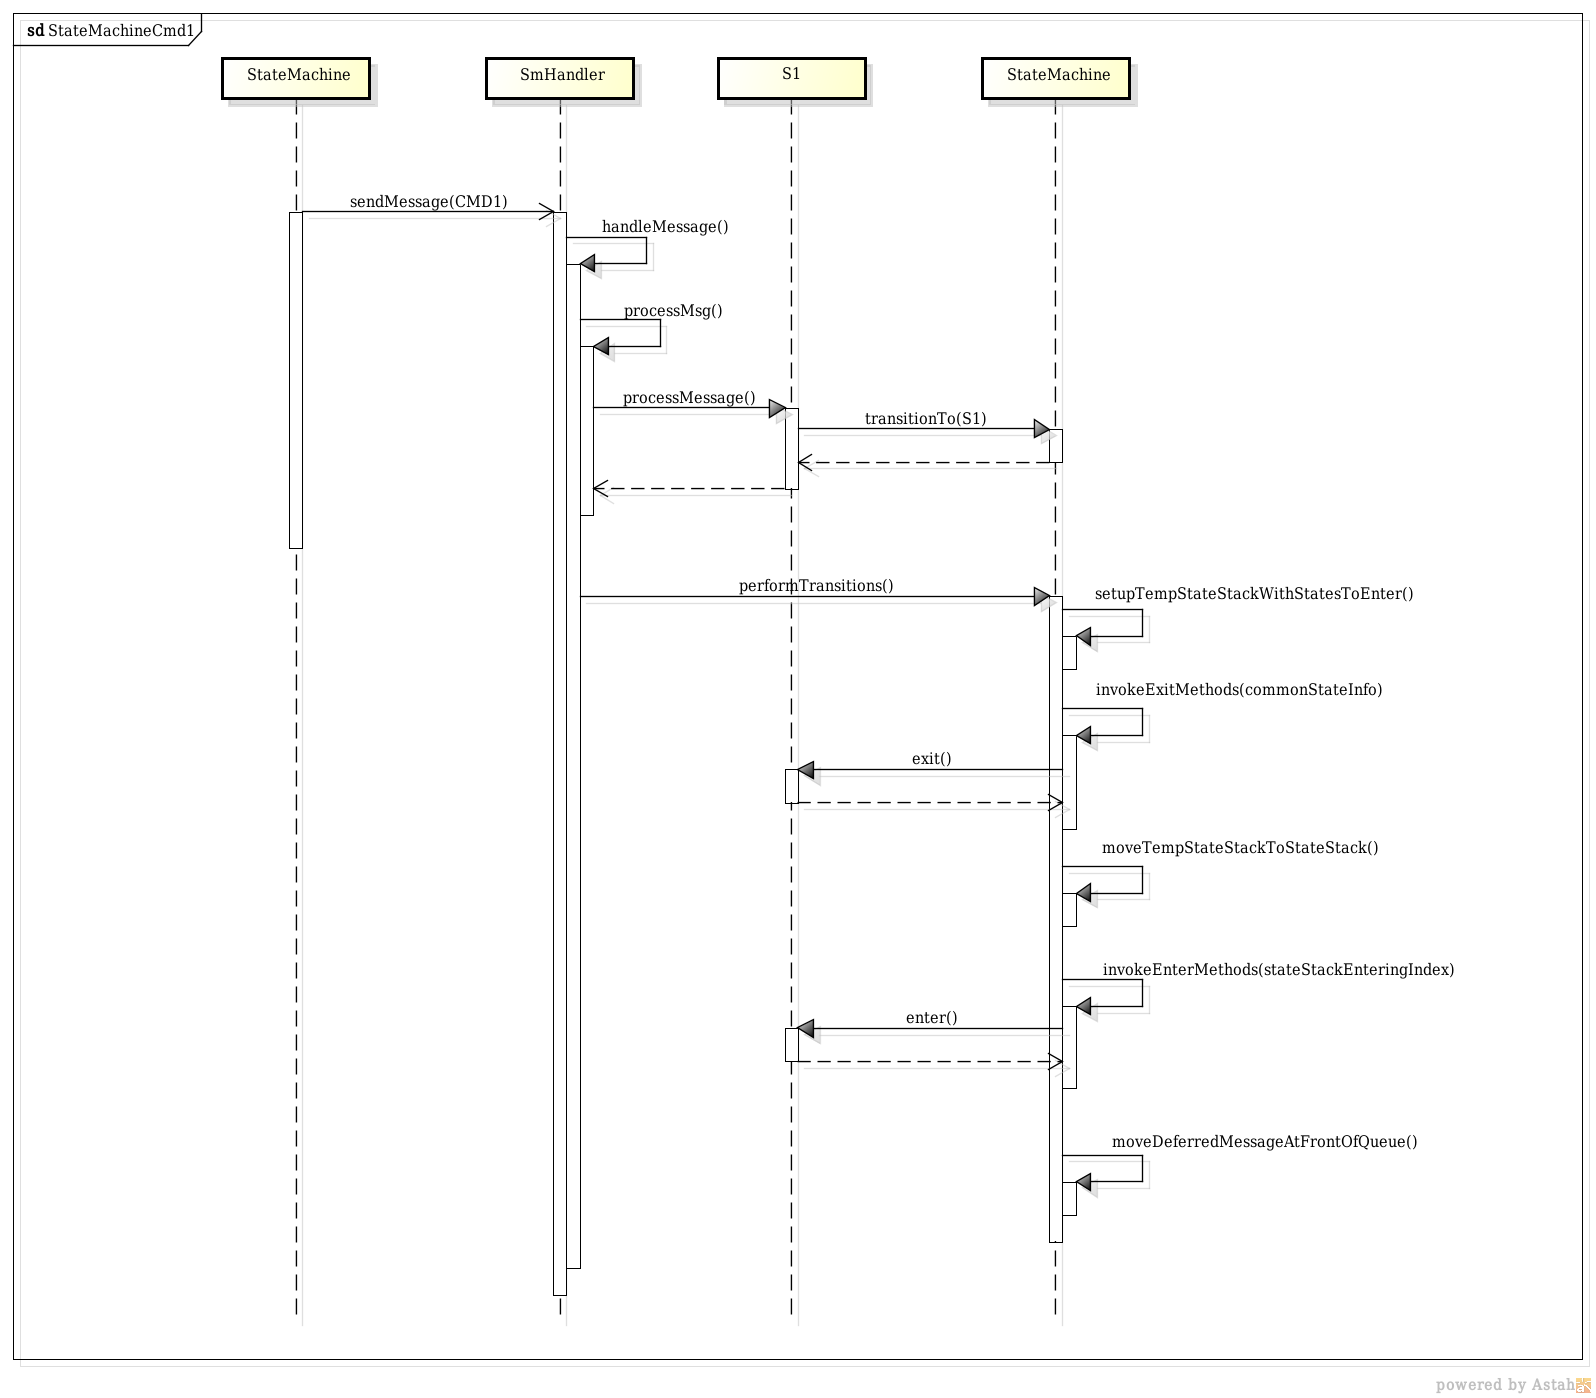 sd StateMachineCmd1
StateMachine
SmHandler
S1
StateMachine
sendMessage(CMD1)
handleMessage()
processMsg()
processMessage()
transitionTo(S1)
performTransitions()
setupTempStateStackWithStatesToEnter()
invokeExitMethods(commonStateInfo)
exit()
moveTempStateStackToStateStack()
invokeEnterMethods(stateStackEnteringIndex)
enter()
moveDeferredMessageAtFrontOfQueue()
powered by Astah